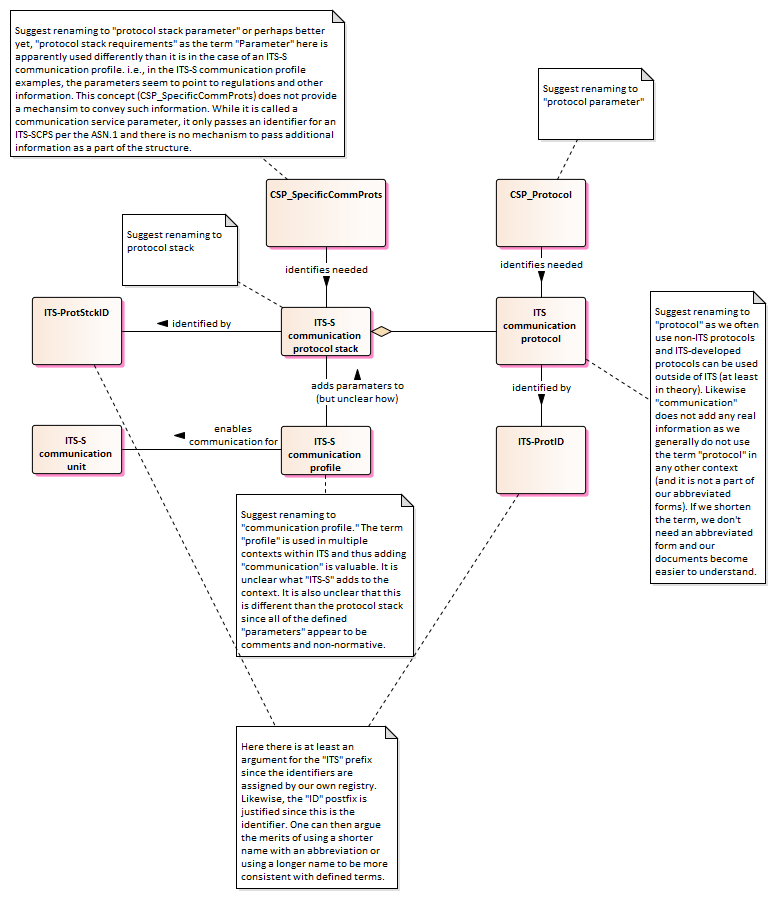 Suggest renaming to "protocol stack parameter" or perhaps better
yet, "protocol stack requirements" as the term "Parameter" here is
apparently used differently than it is in the case of an ITS-S
communication profile. i.e., in the ITS-S communication profile
examples, the parameters seem to point to regulations and other
information. This concept (CSP_SpecificCommProts) does not provide
a mechansim to convey such information. While it is called a
communication service parameter, it only passes an identifier for an
ITS-SCPS per the ASN.1 and there is no mechanism to pass additional
information as a part of the structure.
Suggest renaming to
"protocol parameter"
CSP_SpecificCommProts
CSP_Protocol
Suggest renaming to
protocol stack
identifies needed
identifies needed
ITS-ProtStckID
identified by
ITS-S
communication
protocol stack
ITS
communication
protocol
Suggest renaming to
"protocol" as we often
use non-ITS protocols
and ITS-developed
protocols can be used
outside of ITS (at least
in theory). Likewise
"communication"
does not add any real
information as we
generally do not use
the term "protocol" in
any other context
(and it is not a part of
our abbreviated
forms). If we shorten
the term, we don't
need an abbreviated
form and our
documents become
easier to understand.
adds paramaters to
(but unclear how)
identified by
ITS-S
communication
unit
enables
communication for
ITS-S
communication
profile
ITS-ProtID
Suggest renaming to
"communication profile." The term
"profile" is used in multiple
contexts within ITS and thus adding
"communication" is valuable. It is
unclear what "ITS-S" adds to the
context. It is also unclear that this
is different than the protocol stack
since all of the defined
"parameters" appear to be
comments and non-normative.
Here there is at least an
argument for the "ITS" prefix
since the identifiers are
assigned by our own registry.
Likewise, the "ID" postfix is
justified since this is the
identifier. One can then argue
the merits of using a shorter
name with an abbreviation or
using a longer name to be more
consistent with defined terms.